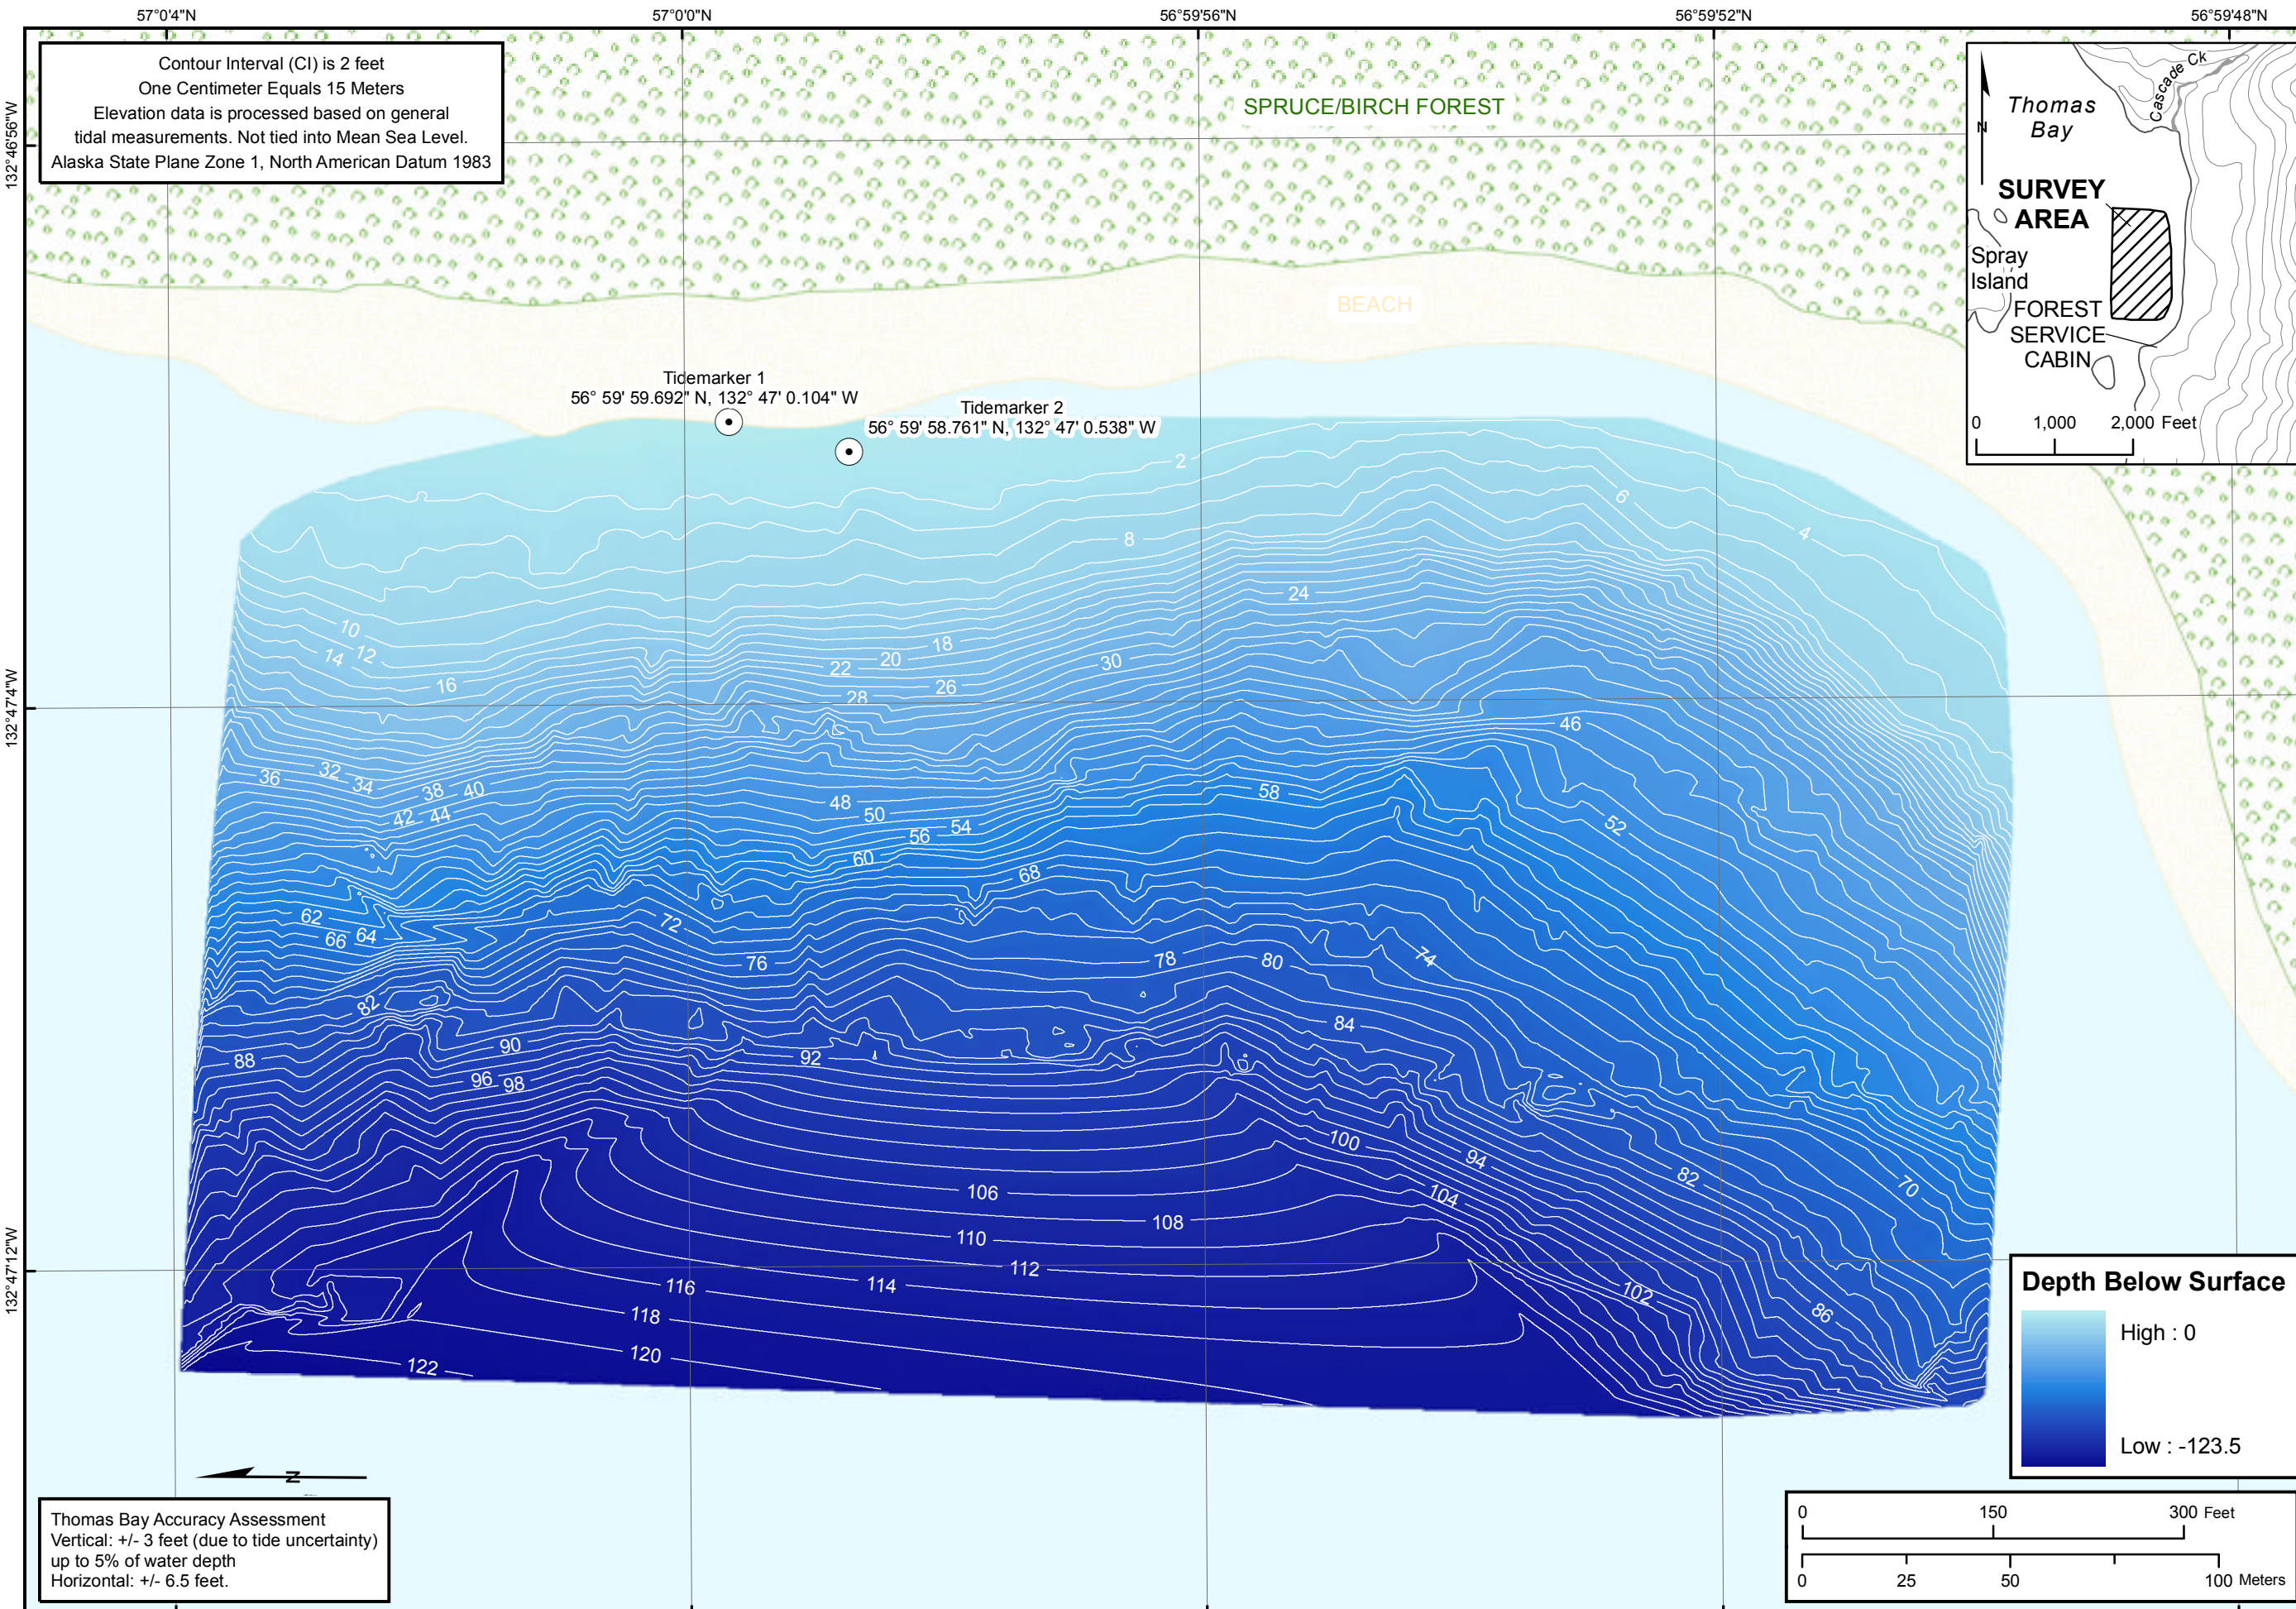 57°0'4"N
57°0'0"N
56°59'56"N
56°59'52"N
56°59'48"N
132°46'56"W
132°47'4"W
132°47'12"W
Contour Interval (CI) is 2 feet
One Centimeter Equals 15 Meters
Elevation data is processed based on general
tidal measurements. Not tied into Mean Sea Level.
Alaska State Plane Zone 1, North American Datum 1983
SPRUCE/BIRCH FOREST
BEACH
Cascade Ck
Thomas
Bay
N
SURVEY
AREA
Spray
Island
FOREST
SERVICE
CABIN
0 1,000 2,000 Feet
Tidemarker 1
56° 59' 59.692" N, 132° 47' 0.104" W
Tidemarker 2
56° 59' 58.761" N, 132° 47' 0.538" W
2
6
4
8
24
10
12
14
16
18
20
22
26
28
30
46
32
34
36
38
40
42
44
48
50
54
56
58
52
60
68
62
64
66
72
76
78
80
74
82
84
88
90
92
96
98
100
94
82
70
104
106
108
110
112
114
116
118
102
86
120
122
Depth Below Surface
High : 0
Low : -123.5
N
Thomas Bay Accuracy Assessment
Vertical: +/- 3 feet (due to tide uncertainty)
up to 5% of water depth
Horizontal: +/- 6.5 feet.
0 150 300 Feet
0 25 50 100 Meters